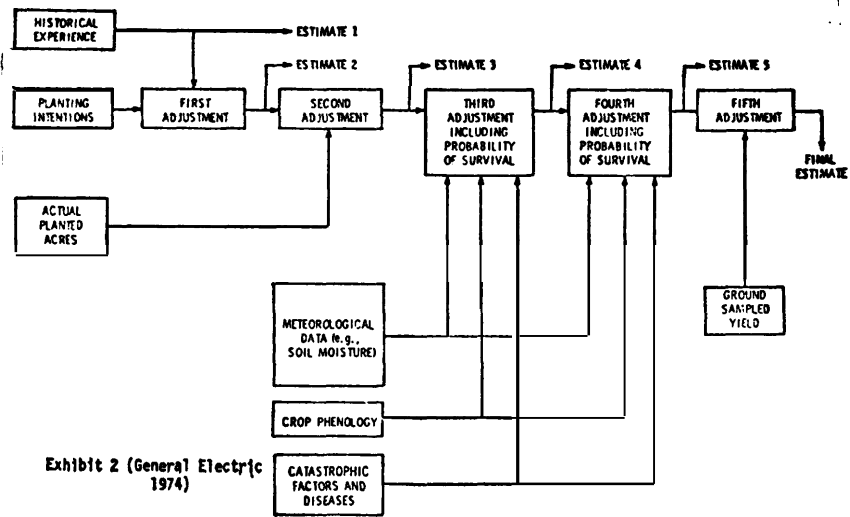 HISTORICAL
EXPERIENCE
ESTIMATE 1
ESTIMATE 2
ESTIMATE 3
ESTIMATE 4
ESTIMATE 5
PLANTING
INTENTIONS
FIRST
ADJUSTMENT
SECOND
ADJUSTMENT
THIRD
ADJUSTMENT
INCLUDING
PROBABILITY
OF SURVIVAL
FOURTH
ADJUSTMENT
INCLUDING
PROBABILITY
OF SURVIVAL
FIFTH
ADJUSTMENT
FINAL
ESTIMATE
ACTUAL
PLANTED
ACRES
METEOROLOGICAL
DATA (e.g.,
SOIL MOISTURE)
GROUND
SAMPLED
YIELD
CROP PHENOLOGY
CATASTROPHIC
FACTORS AND
DISEASES
Exhibit 2 (General Electric
1974)